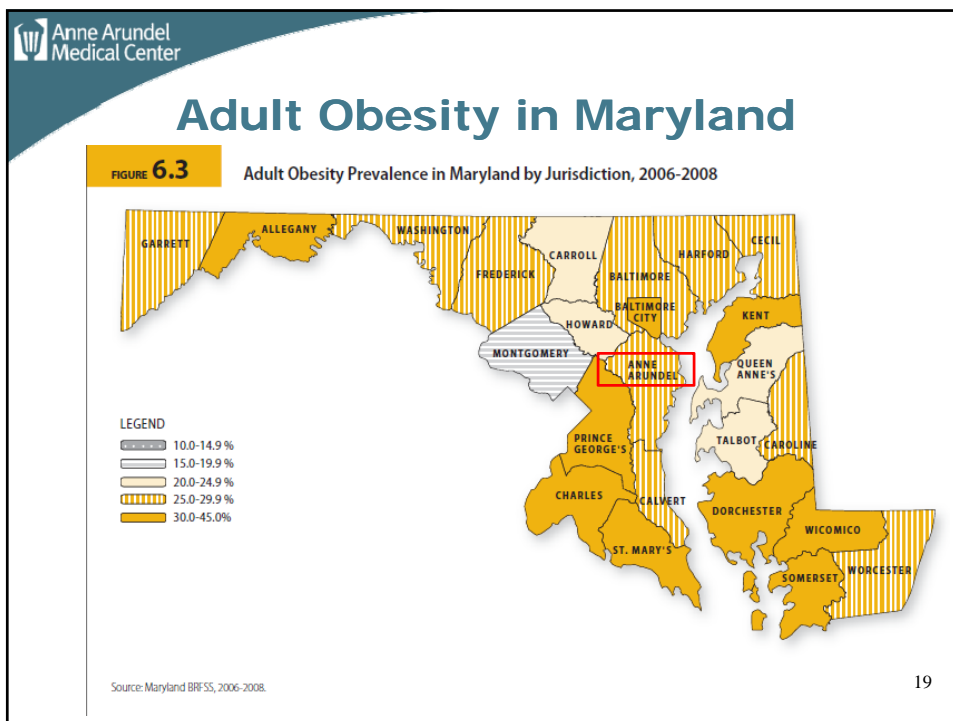 Anne Arundel
Medical Center
Adult Obesity in Maryland
FIGURE 6.3
Adult Obesity Prevalence in Maryland by Jurisdiction, 2006-2008
GARRETT
ALLEGANY
WASHINGTON
FREDERICK
CARROLL
BALTIMORE
HARFORD
CECIL
BALTIMORE
CITY
KENT
HOWARD
MONTGOMERY
ANNE
ARUNDEL
QUEEN
ANNE'S
TALBOT
CAROLINE
PRINCE
GEORGE'S
CHARLES
CALVERT
DORCHESTER
ST. MARY'S
WICOMICO
SOMERSET
WORCESTER
LEGEND
10.0-14.9 %
15.0-19.9 %
20.0-24.9 %
25.0-29.9 %
30.0-45.0%
Source: Maryland BRFSS, 2006-2008.
19